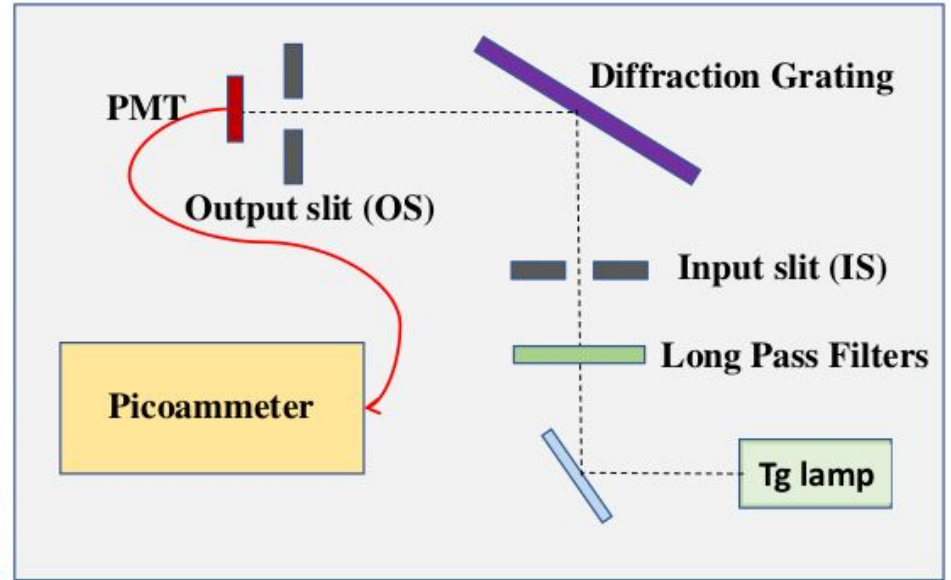 Diffraction Grating
PMT
Output slit (OS)
Input slit (IS)
Long Pass Filters
Picoammeter
Tg lamp